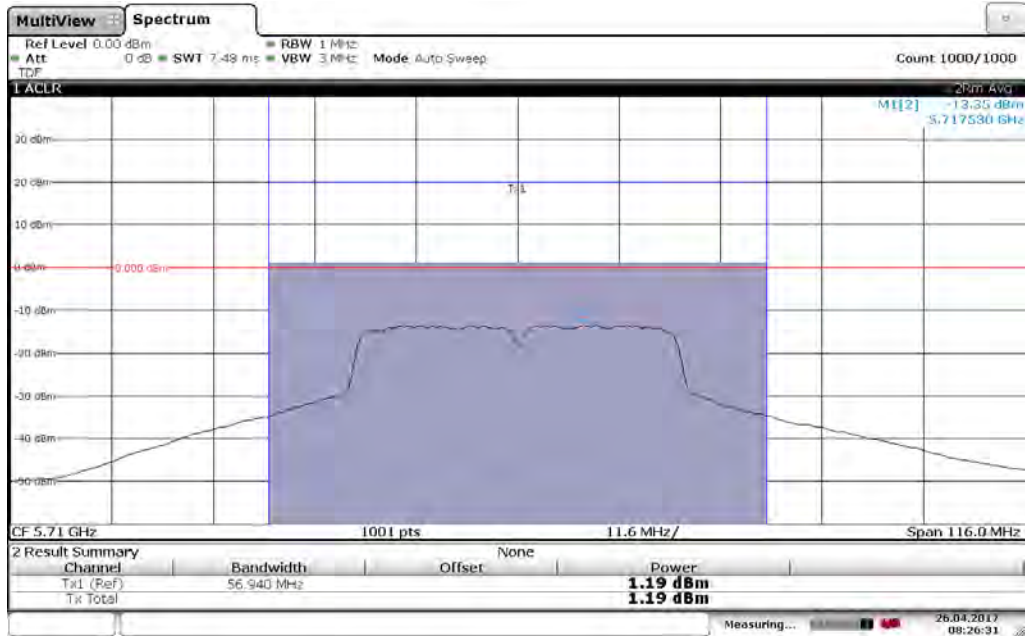 MultiView Spectrum
Ref Level 0.00 dBm RBW 1 MHz
Att 0 dB SWT 7.48 ms VBW 3 MHz Mode Auto Sweep Count 1000/1000
TDF
1 ACLR 2Rm Avg
M1[2] -13.35 dBm
5.717530 GHz
30 dBm
20 dBm
Tx1
10 dBm
0 dBm 0.000 dBm
-10 dBm
-20 dBm
-30 dBm
-40 dBm
-50 dBm
CF 5.71 GHz 1001 pts 11.6 MHz/ Span 116.0 MHz
2 Result Summary None
Channel Bandwidth Offset Power
Tx1 (Ref) 56.940 MHz 1.19 dBm
Tx Total 1.19 dBm
Measuring... 26.04.2017
08:26:31